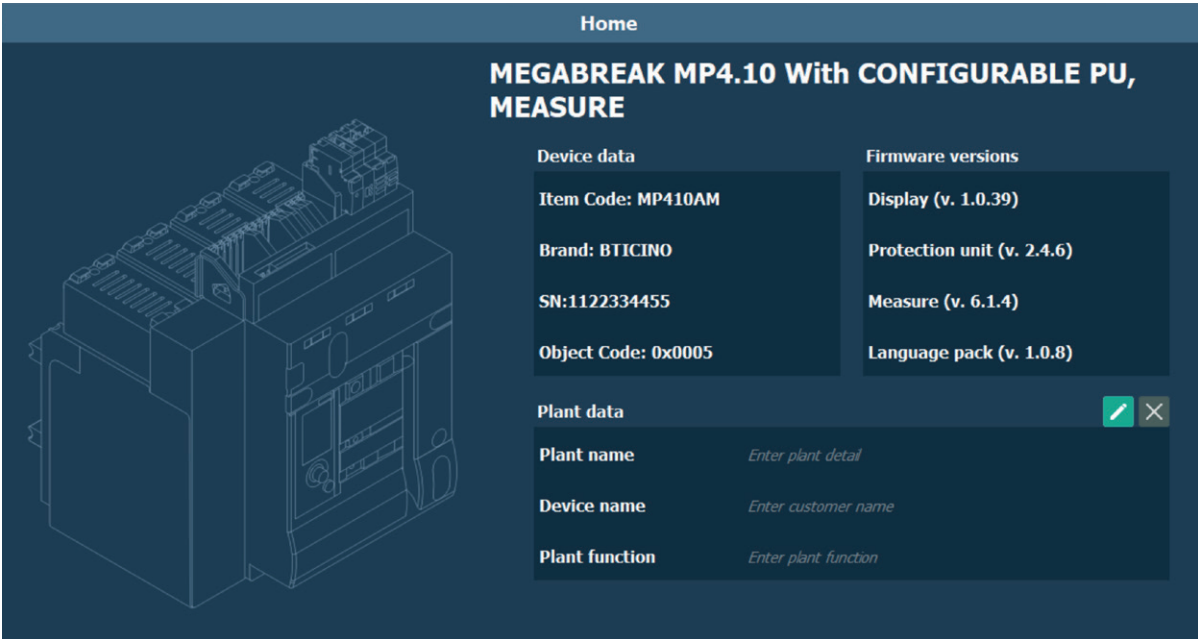 Home
MEGABREAK MP4.10 With CONFIGURABLE PU,
MEASURE
Device data
Item Code: MP410AM
Brand: BTICINO
SN:1122334455
Object Code: 0x0005
Firmware versions
Display (v. 1.0.39)
Protection unit (v. 2.4.6)
Measure (v. 6.1.4)
Language pack (v. 1.0.8)
Plant data
Plant name Enter plant detail
Device name Enter customer name
Plant function Enter plant function